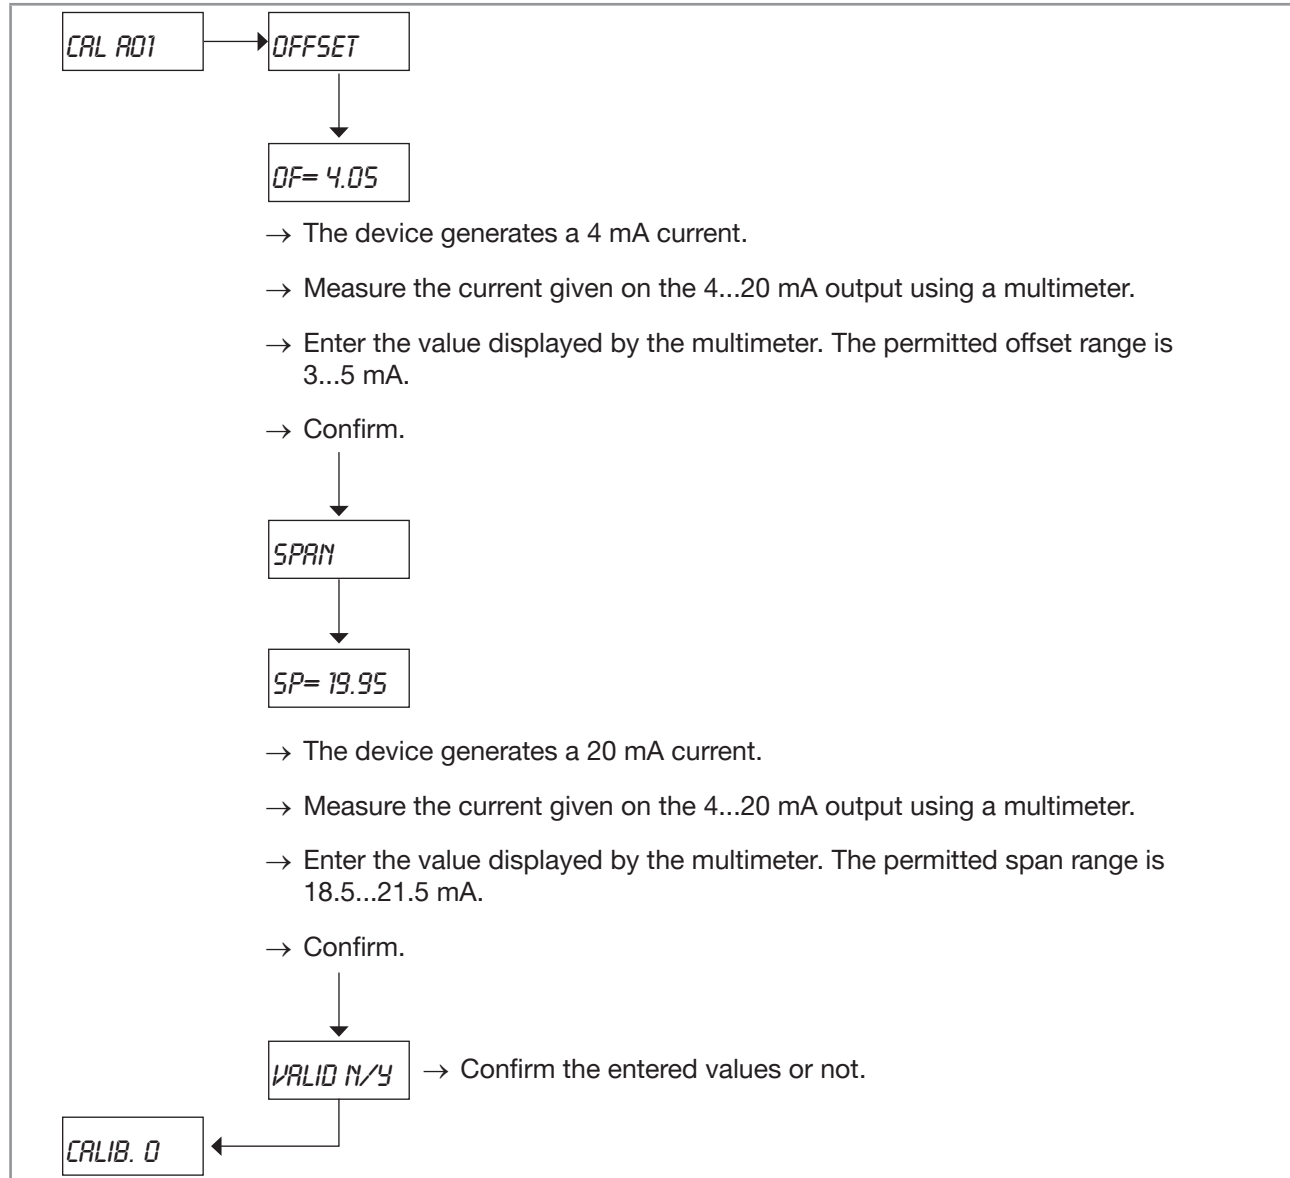 CAL AO1
OFFSET
OF= 4.05
→ The device generates a 4 mA current.
→ Measure the current given on the 4...20 mA output using a multimeter.
→ Enter the value displayed by the multimeter. The permitted offset range is
3...5 mA.
→ Confirm.
SPAN
SP= 19.95
→ The device generates a 20 mA current.
→ Measure the current given on the 4...20 mA output using a multimeter.
→ Enter the value displayed by the multimeter. The permitted span range is
18.5...21.5 mA.
→ Confirm.
VALID N/Y → Confirm the entered values or not.
CALIB. O